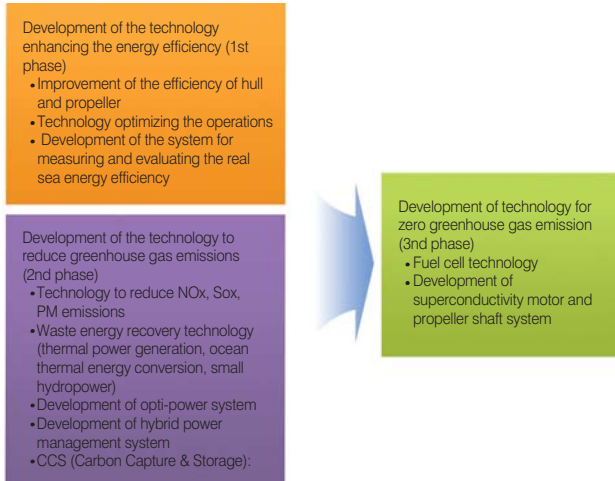 Development of the technology
enhancing the energy efficiency (1st
phase)
•Improvement of the efficiency of hull
and propeller
•Technology optimizing the operations
• Development of the system for
measuring and evaluating the real
sea energy efficiency
Development of the technology to
reduce greenhouse gas emissions
(2nd phase)
•Technology to reduce NOx, Sox,
PM emissions
•Waste energy recovery technology
(thermal power generation, ocean
thermal energy conversion, small
hydropower)
•Development of opti-power system
•Development of hybrid power
management system
•CCS (Carbon Capture & Storage):
Development of technology for
zero greenhouse gas emission
(3nd phase)
•Fuel cell technology
•Development of
superconductivity motor and
propeller shaft system